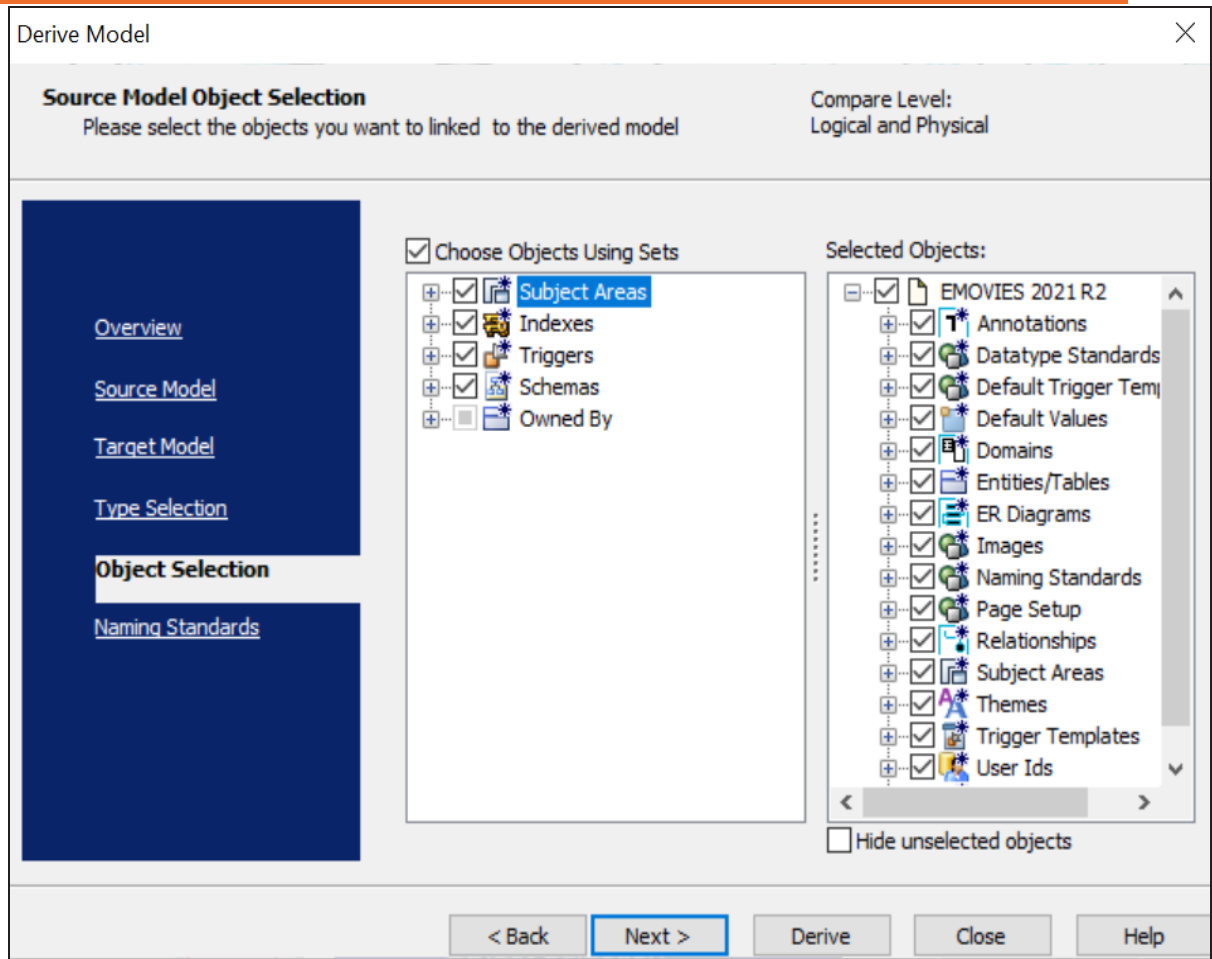 Derive Model
Source Model Object Selection
Please select the objects you want to linked to the derived model
Compare Level:
Logical and Physical
Overview
Source Model
Target Model
Type Selection
Object Selection
Naming Standards
Choose Objects Using Sets
Subject Areas
Indexes
Triggers
Schemas
Owned By
Selected Objects:
EMOVIES 2021 R2
Annotations
Datatype Standards
Default Trigger Temp
Default Values
Domains
Entities/Tables
ER Diagrams
Images
Naming Standards
Page Setup
Relationships
Subject Areas
Themes
Trigger Templates
User Ids
Hide unselected objects
< Back
Next >
Derive
Close
Help